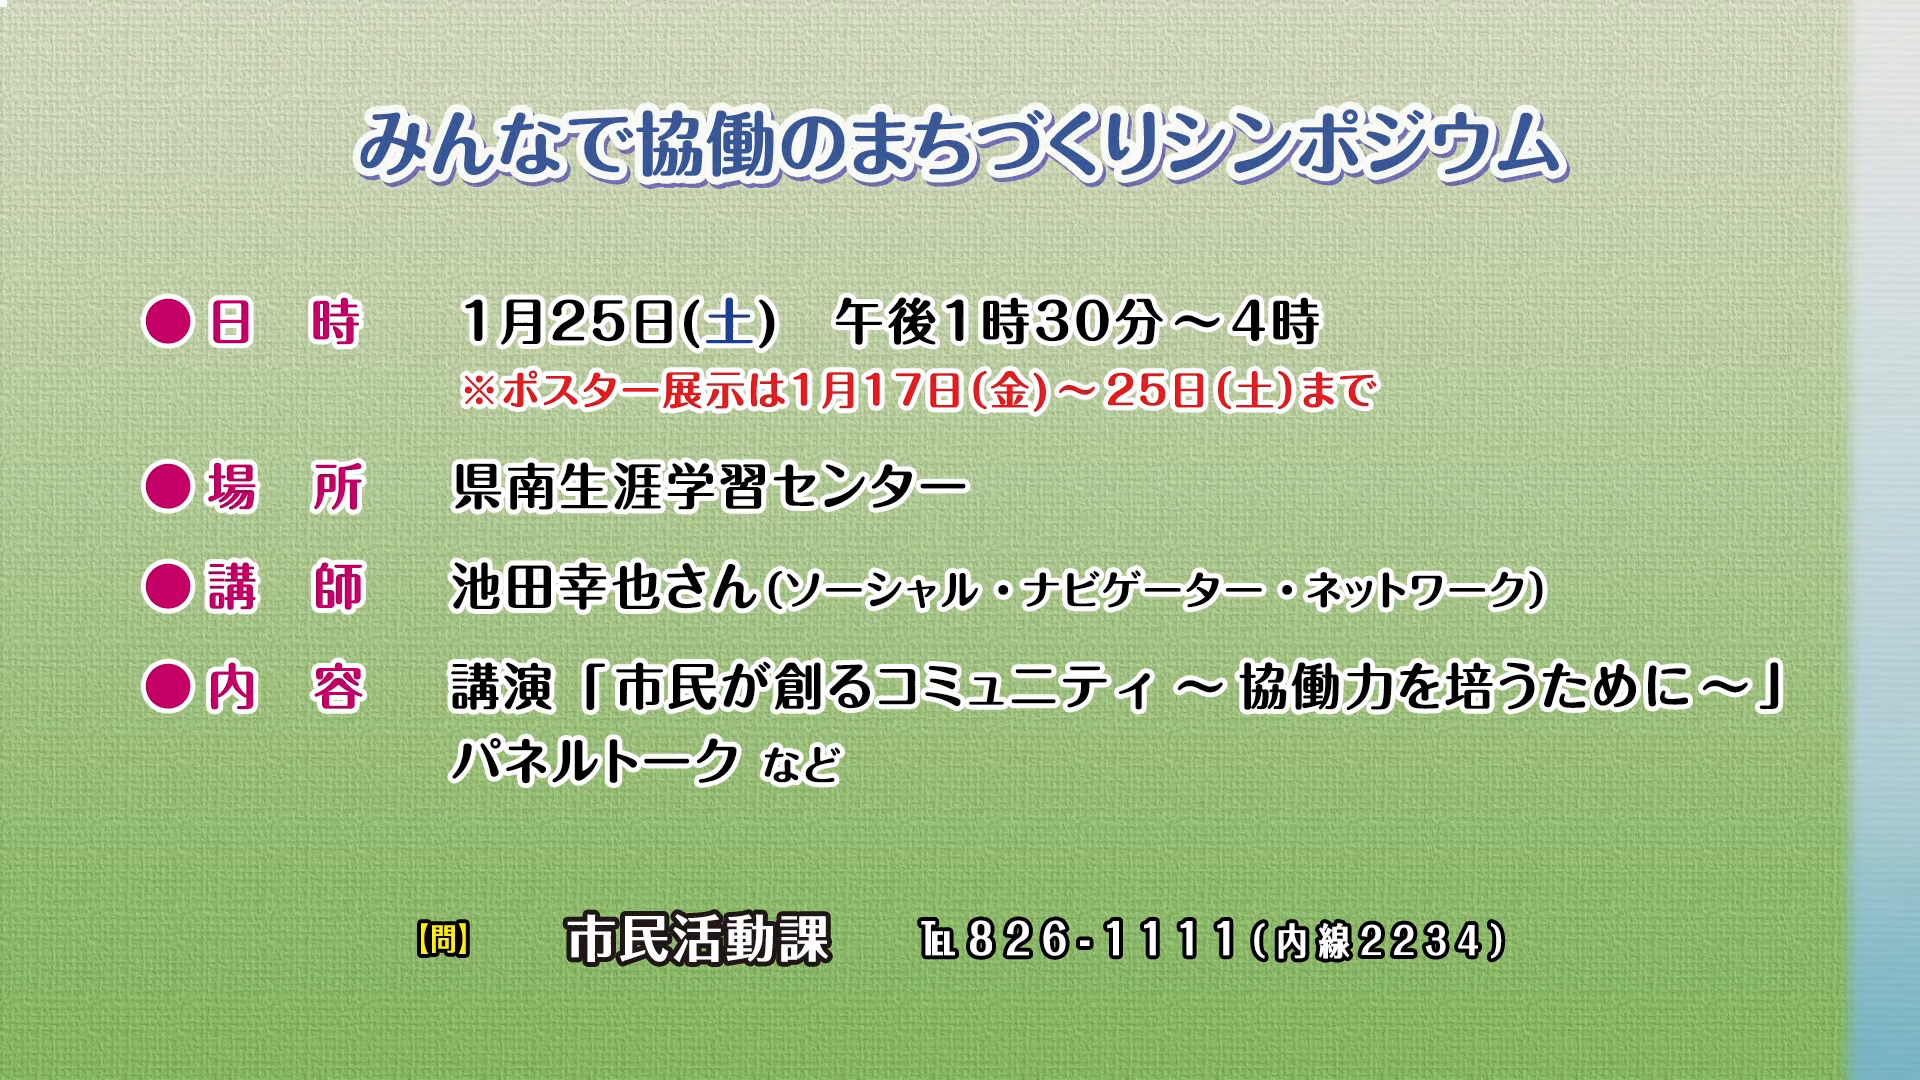 みんなで協働のまちづくりシンポジウム
●日　時　1月25日(土)　午後1時30分～4時
※ポスター展示は1月17日(金)～25日(土)まで
●場　所　県南生涯学習センター
●講　師　池田幸也さん(ソーシャル・ナビゲーター・ネットワーク)
●内　容　講演「市民が創るコミュニティ～協働力を培うために～」
パネルトーク など
【問】　市民活動課　℡826-1111(内線2234)